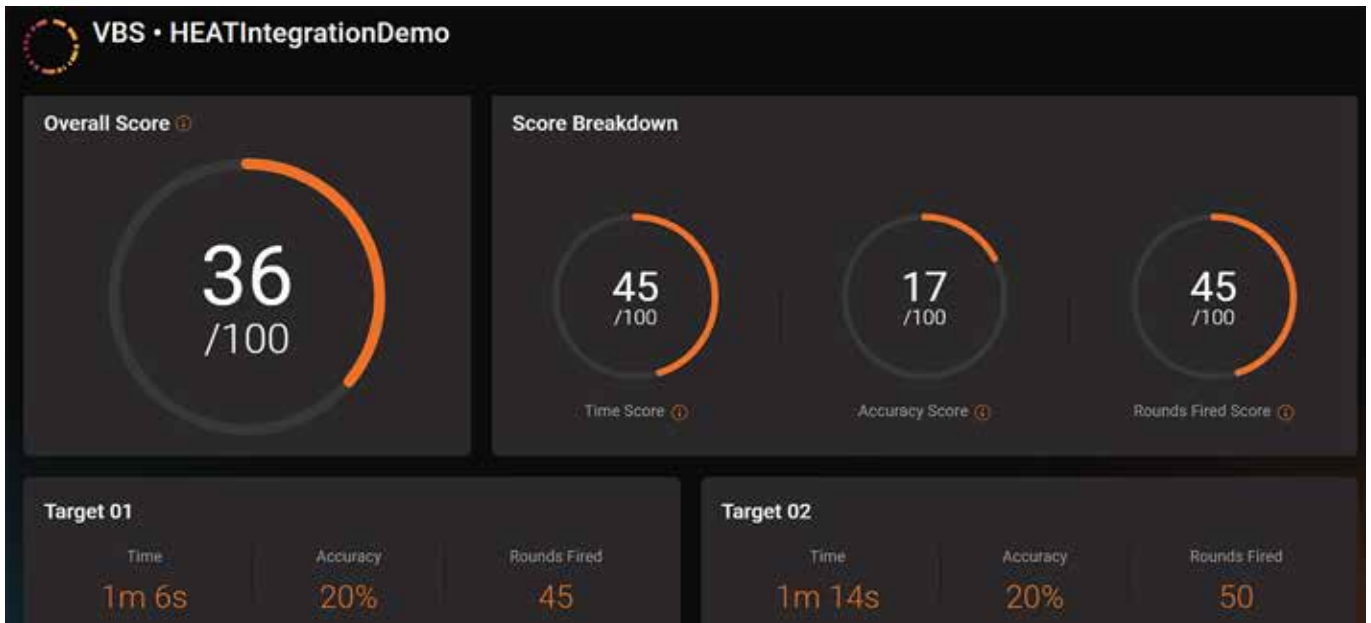 VBS • HEATIntegrationDemo
Overall Score
Score Breakdown
36
/100
45
/100
17
/100
45
/100
Time Score
Accuracy Score
Rounds Fired Score
Target 01
Time
Accuracy
Rounds Fired
1m 6s
20%
45
Target 02
Time
Accuracy
Rounds Fired
1m 14s
20%
50